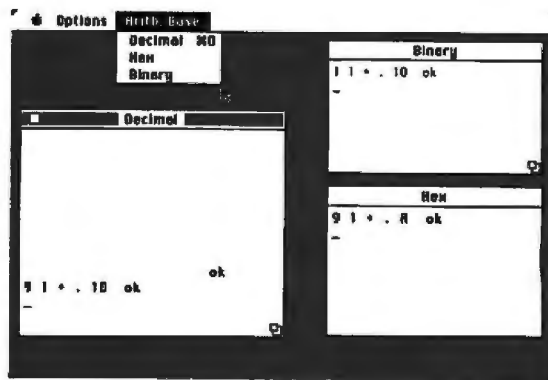 Options Arith. Base
Decimal ⌘D
Hex
Binary
Binary
1 1 + . 10 ok
Decimal
ok
9 1 + . 10 ok
Hex
9 1 + . A ok